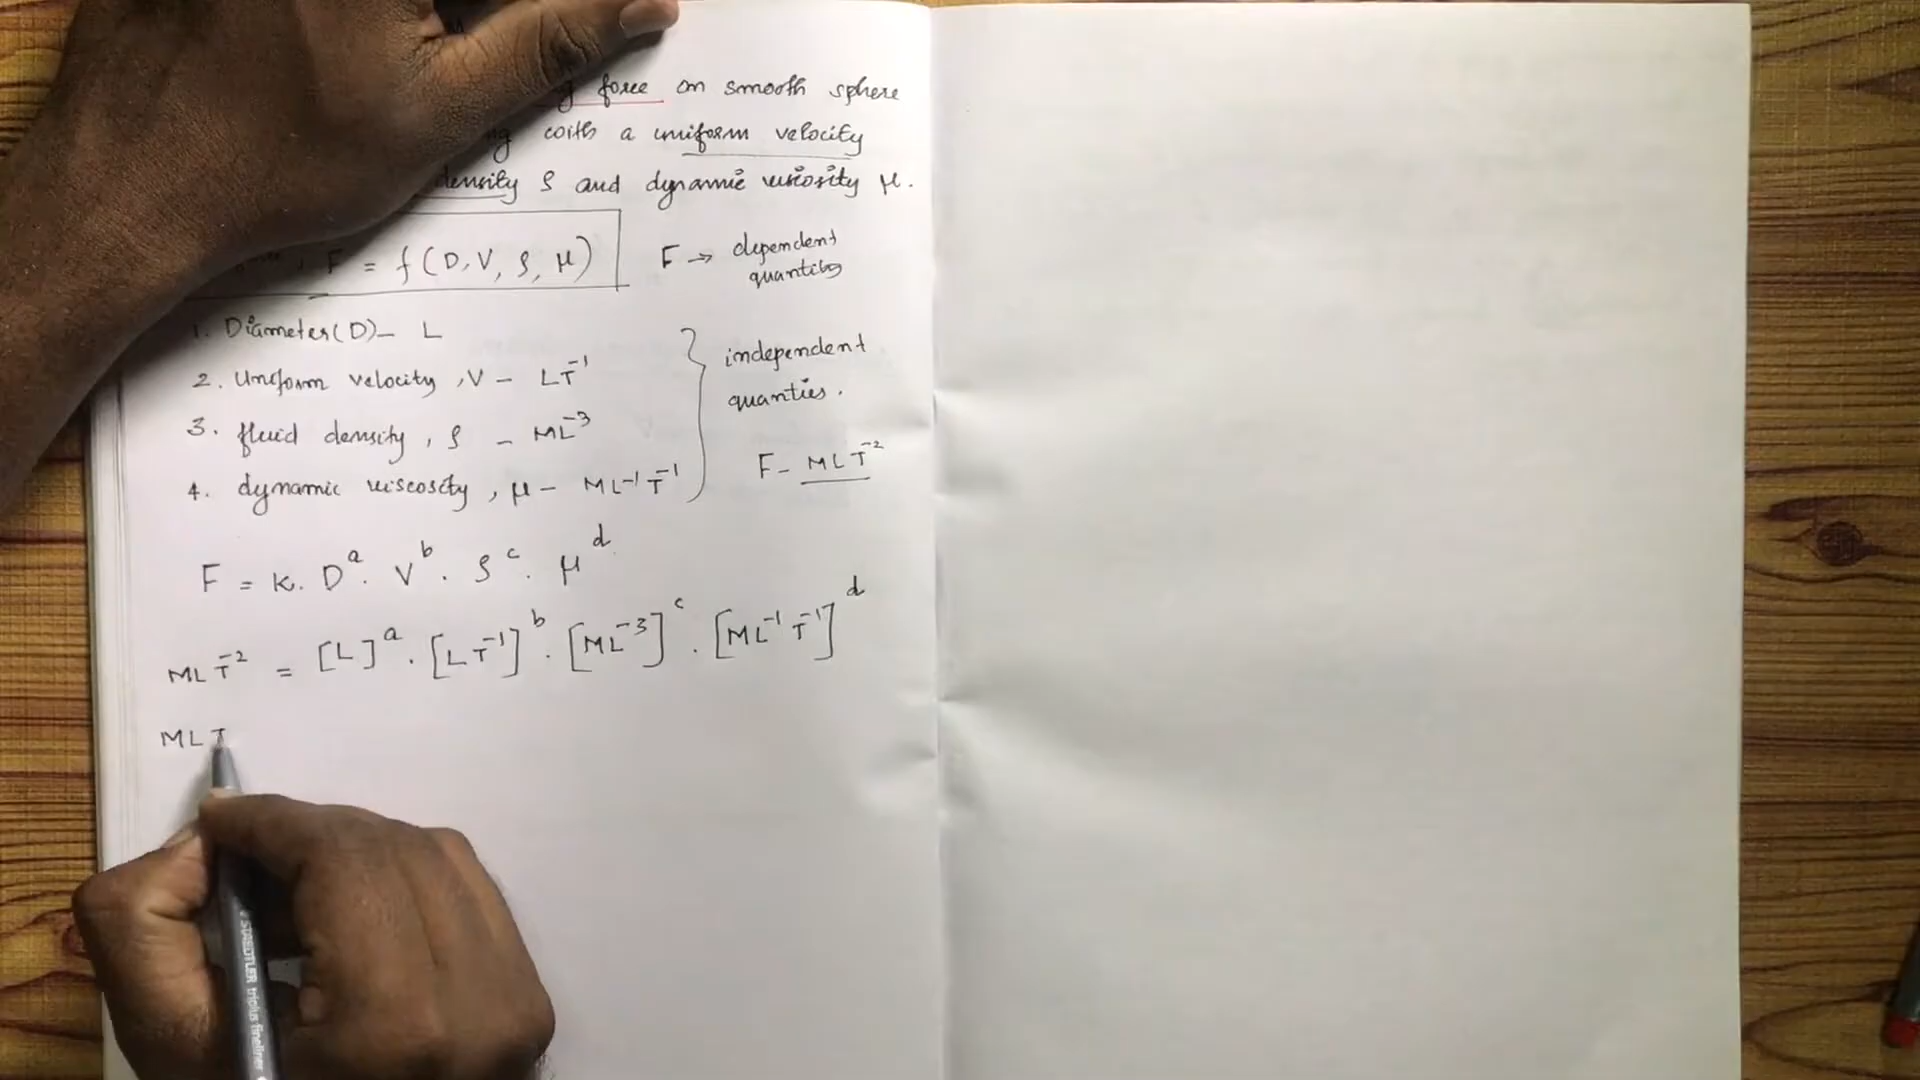 force on smooth sphere
with a uniform velocity
density ρ and dynamic viscosity μ.
F = f(D, V, ρ, μ)
F → dependent
quantity
1. Diameter(D) – L
2. Uniform velocity, V – LT⁻¹
3. fluid density, ρ – ML⁻³
4. dynamic viscosity, μ – ML⁻¹T⁻¹
independent
quanties.
F – MLT⁻²
F = K. Dᵃ. Vᵇ. ρᶜ. μᵈ
MLT⁻² = [L]ᵃ. [LT⁻¹]ᵇ. [ML⁻³]ᶜ. [ML⁻¹T⁻¹]ᵈ
MLT
STAEDTLER triplus fineliner